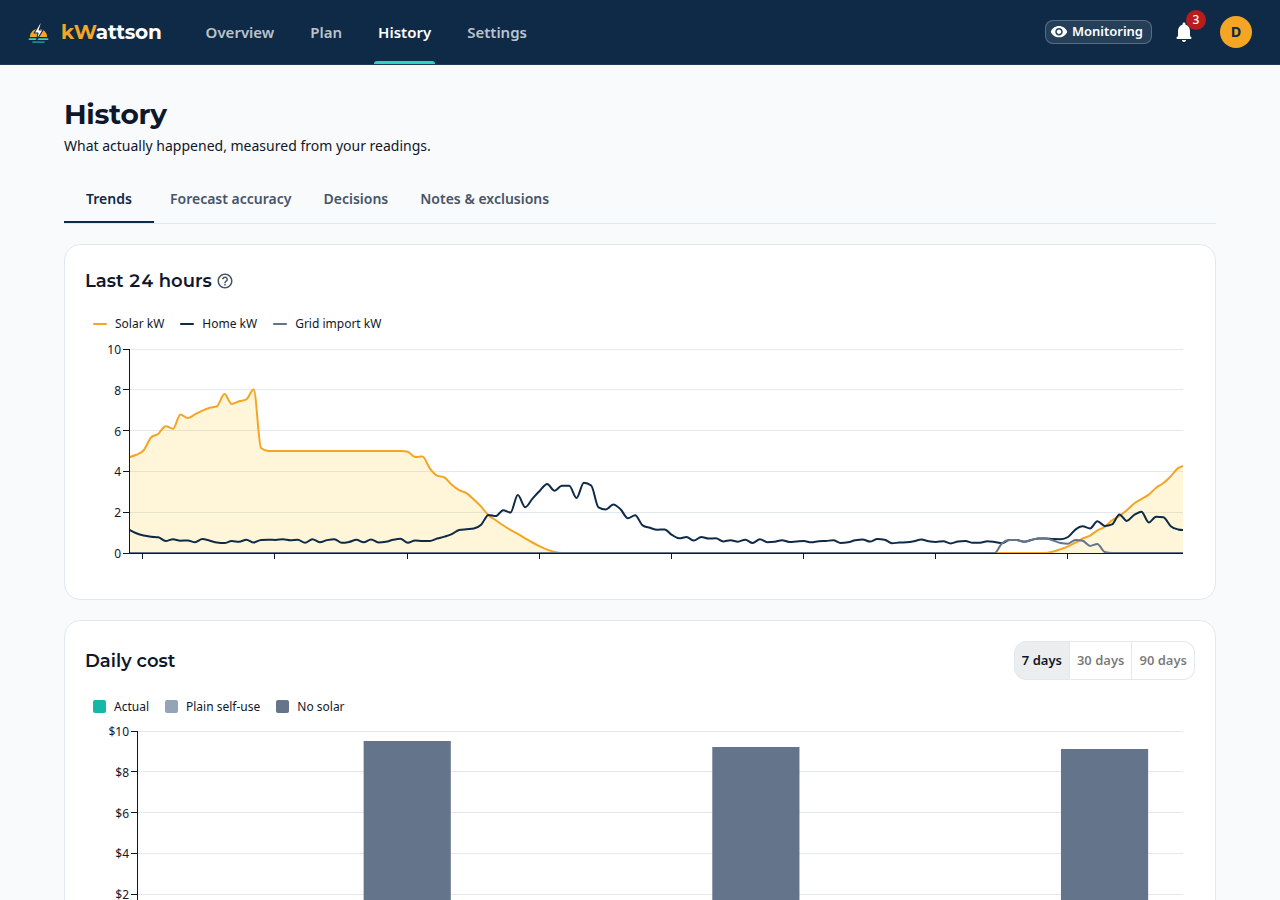 kWattson
Overview
Plan
History
Settings
Monitoring
3
D
History
What actually happened, measured from your readings.
Trends
Forecast accuracy
Decisions
Notes & exclusions
Last 24 hours ?
Solar kW
Home kW
Grid import kW
10
8
6
4
2
0
Daily cost
7 days
30 days
90 days
Actual
Plain self-use
No solar
$10
$8
$6
$4
$2